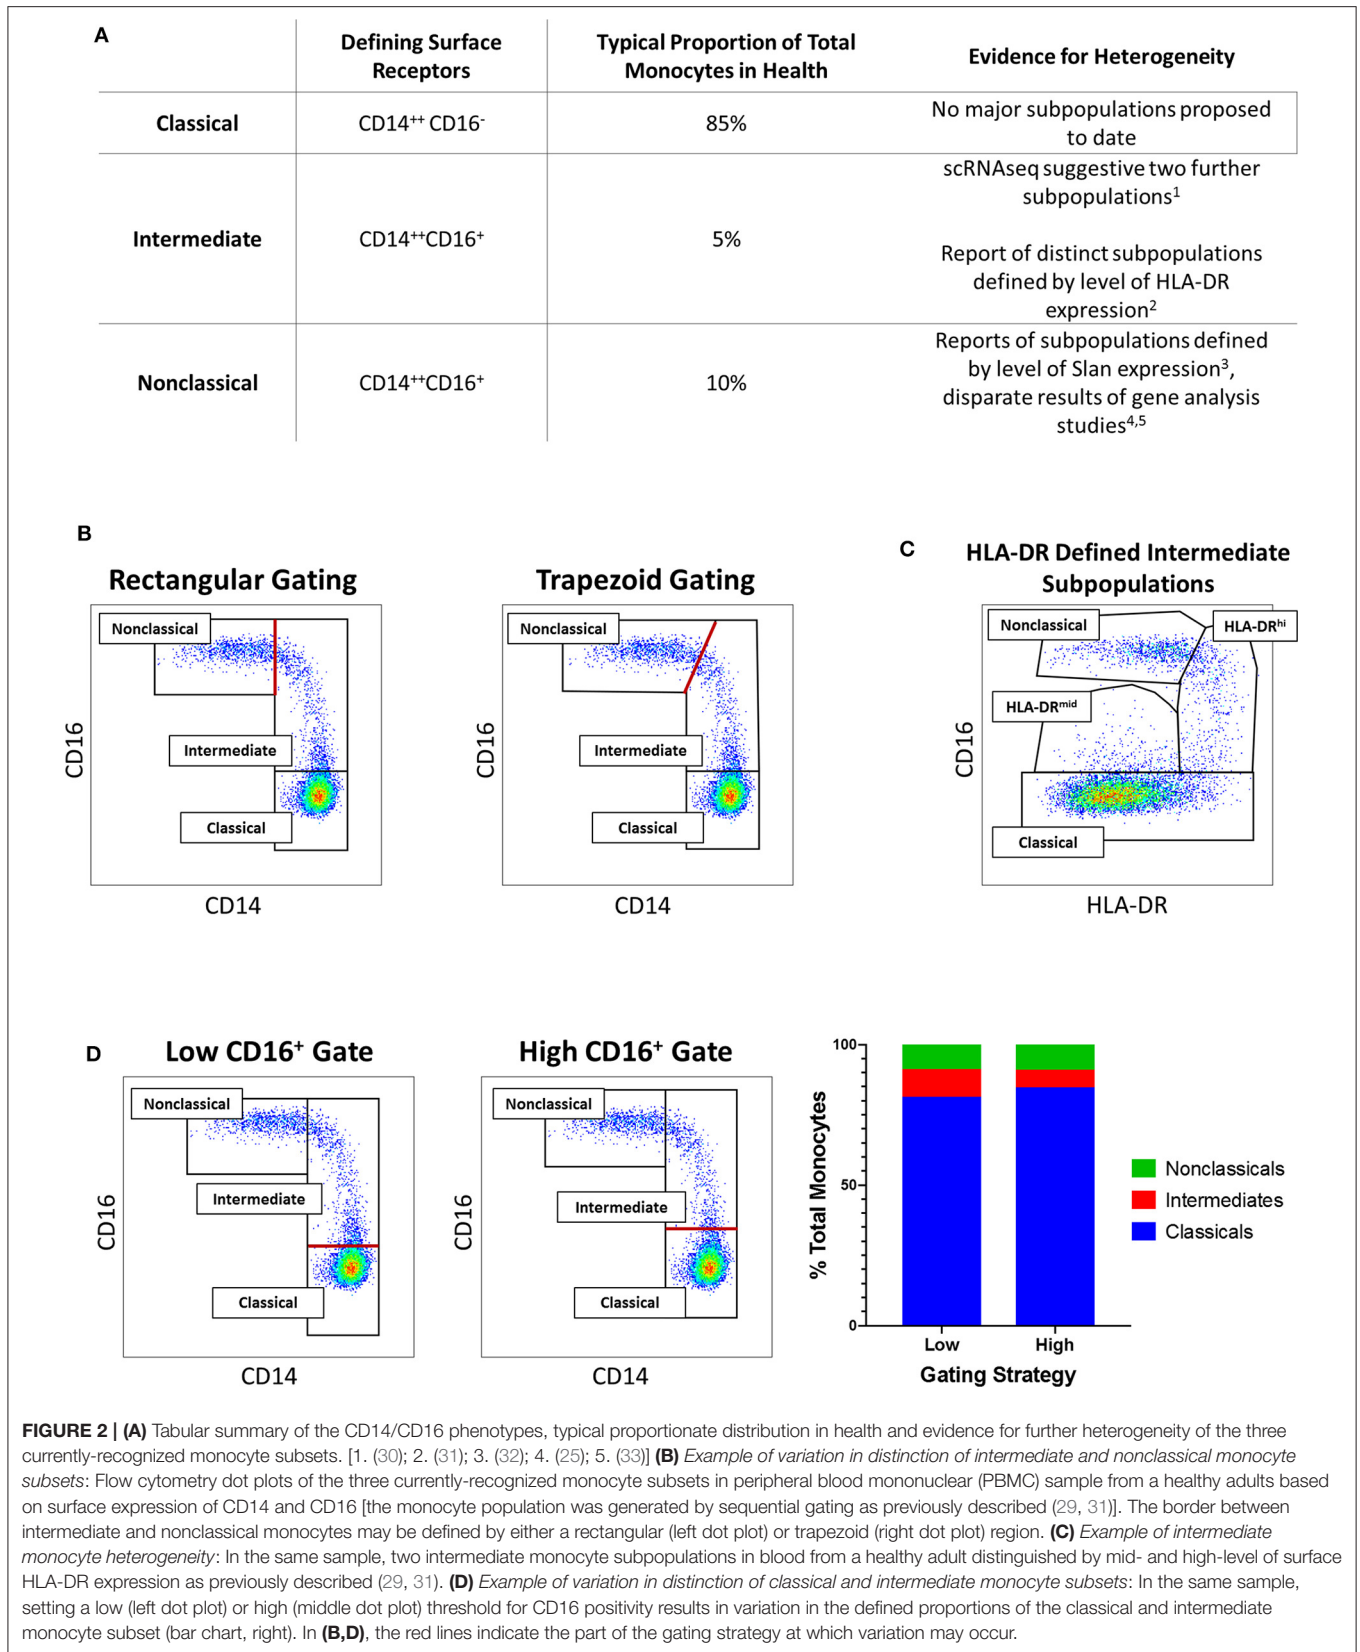 A
Defining Surface
Receptors
Typical Proportion of Total
Monocytes in Health
Evidence for Heterogeneity
Classical
CD14++ CD16-
85%
No major subpopulations proposed
to date
Intermediate
CD14++CD16+
5%
scRNAseq suggestive two further
subpopulations1
Report of distinct subpopulations
defined by level of HLA-DR
expression2
Nonclassical
CD14++CD16+
10%
Reports of subpopulations defined
by level of Slan expression3,
disparate results of gene analysis
studies4,5
B
Rectangular Gating
Nonclassical
Intermediate
Classical
CD16
CD14
Trapezoid Gating
Nonclassical
Intermediate
Classical
CD16
CD14
C
HLA-DR Defined Intermediate
Subpopulations
Nonclassical
HLA-DRhi
HLA-DRmid
Classical
CD16
HLA-DR
D
Low CD16+ Gate
Nonclassical
Intermediate
Classical
CD16
CD14
High CD16+ Gate
Nonclassical
Intermediate
Classical
CD16
CD14
% Total Monocytes
100
50
0
Low
High
Gating Strategy
Nonclassicals
Intermediates
Classicals
FIGURE 2 | (A) Tabular summary of the CD14/CD16 phenotypes, typical proportionate distribution in health and evidence for further heterogeneity of the three
currently-recognized monocyte subsets. [1. (30); 2. (31); 3. (32); 4. (25); 5. (33)] (B) Example of variation in distinction of intermediate and nonclassical monocyte
subsets: Flow cytometry dot plots of the three currently-recognized monocyte subsets in peripheral blood mononuclear (PBMC) sample from a healthy adults based
on surface expression of CD14 and CD16 [the monocyte population was generated by sequential gating as previously described (29, 31)]. The border between
intermediate and nonclassical monocytes may be defined by either a rectangular (left dot plot) or trapezoid (right dot plot) region. (C) Example of intermediate
monocyte heterogeneity: In the same sample, two intermediate monocyte subpopulations in blood from a healthy adult distinguished by mid- and high-level of surface
HLA-DR expression as previously described (29, 31). (D) Example of variation in distinction of classical and intermediate monocyte subsets: In the same sample,
setting a low (left dot plot) or high (middle dot plot) threshold for CD16 positivity results in variation in the defined proportions of the classical and intermediate
monocyte subset (bar chart, right). In (B,D), the red lines indicate the part of the gating strategy at which variation may occur.